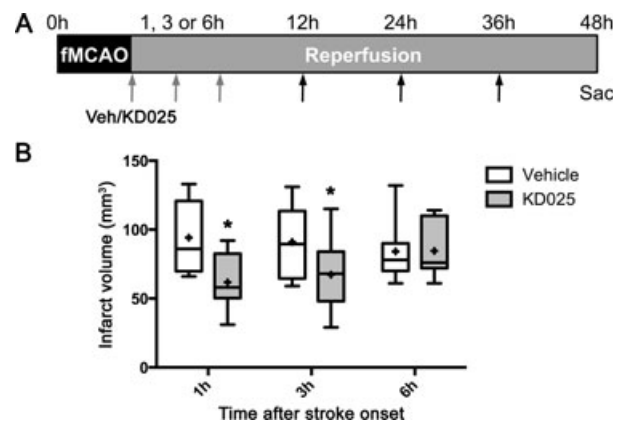 A
0h 1, 3 or 6h 12h 24h 36h 48h
fMCAO Reperfusion
Veh/KD025 Sac
B
Infarct volume (mm³)
150
100
50
0
* *
1h 3h 6h
Time after stroke onset
Vehicle
KD025